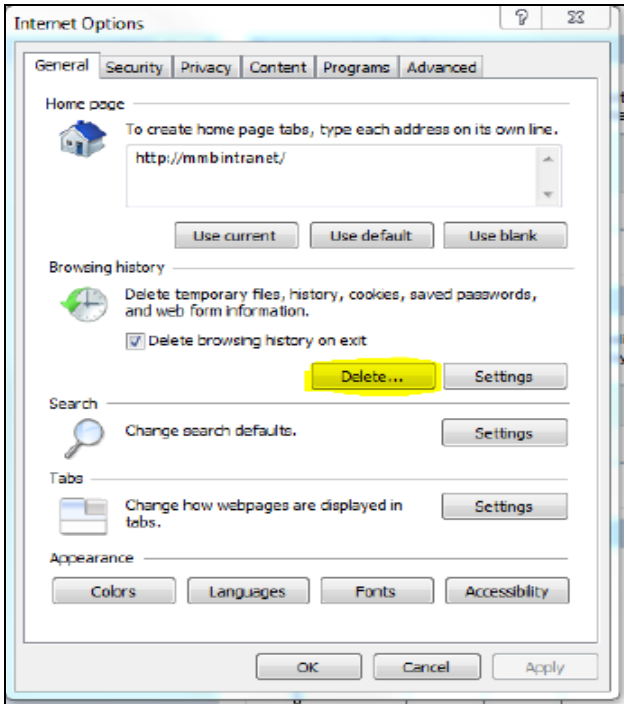 Internet Options
General Security Privacy Content Programs Advanced
Home page
To create home page tabs, type each address on its own line.
http://mmbintranet/
Use current Use default Use blank
Browsing history
Delete temporary files, history, cookies, saved passwords,
and web form information.
Delete browsing history on exit
Delete... Settings
Search
Change search defaults. Settings
Tabs
Change how webpages are displayed in
tabs.
Settings
Appearance
Colors Languages Fonts Accessibility
OK Cancel Apply